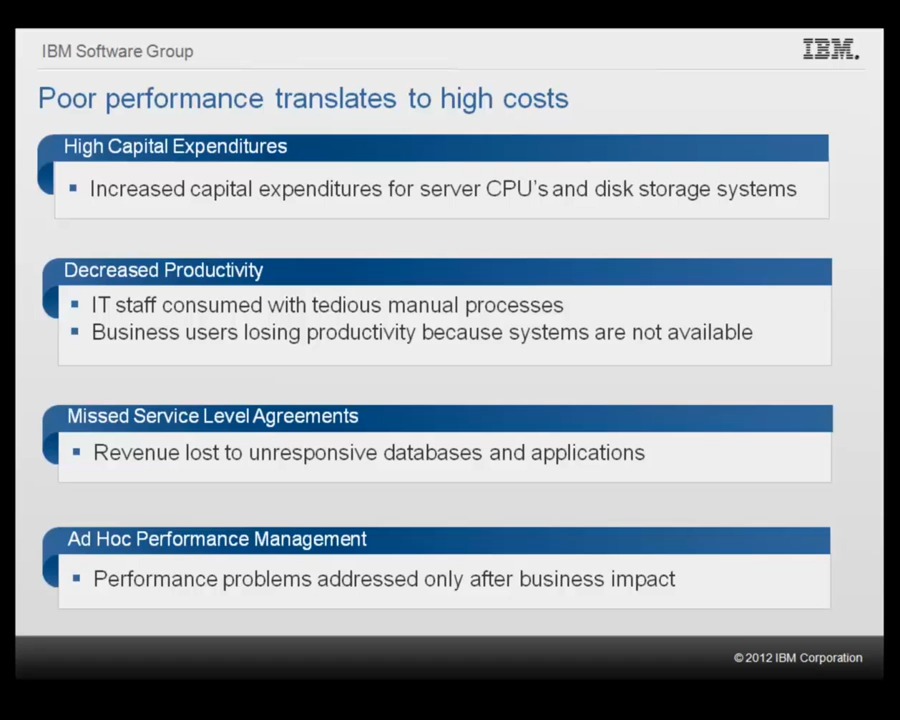 IBM Software Group
IBM.
Poor performance translates to high costs
High Capital Expenditures
▪ Increased capital expenditures for server CPU's and disk storage systems
Decreased Productivity
▪ IT staff consumed with tedious manual processes
▪ Business users losing productivity because systems are not available
Missed Service Level Agreements
▪ Revenue lost to unresponsive databases and applications
Ad Hoc Performance Management
▪ Performance problems addressed only after business impact
© 2012 IBM Corporation